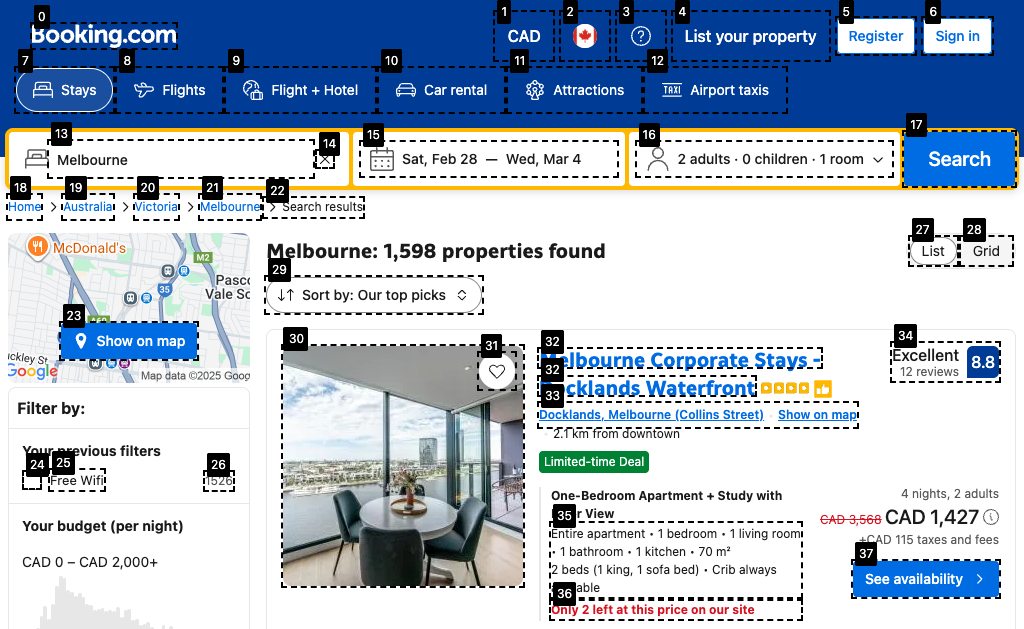 Booking.com
CAD
List your property
Register
Sign in
Stays
Flights
Flight + Hotel
Car rental
Attractions
Airport taxis
Melbourne
Sat, Feb 28 — Wed, Mar 4
2 adults · 0 children · 1 room
Search
Home
Australia
Victoria
Melbourne
Search results
McDonald's
M2
35
Show on map
Google
Map data ©2025
Filter by:
Your previous filters
Free Wifi
1526
Your budget (per night)
CAD 0 – CAD 2,000+
Melbourne: 1,598 properties found
List
Grid
Sort by: Our top picks
Melbourne Corporate Stays -
Docklands Waterfront
Excellent
12 reviews
8.8
Docklands, Melbourne (Collins Street)
Show on map
2.1 km from downtown
Limited-time Deal
One-Bedroom Apartment + Study with
View
Entire apartment • 1 bedroom • 1 living room
• 1 bathroom • 1 kitchen • 70 m²
2 beds (1 king, 1 sofa bed) • Crib always
Only 2 left at this price on our site
4 nights, 2 adults
CAD 3,568 CAD 1,427
+CAD 115 taxes and fees
See availability
0
1
2
3
4
5
6
7
8
9
10
11
12
13
14
15
16
17
18
19
20
21
22
23
24
25
26
27
28
29
30
31
32
32
33
34
35
36
37